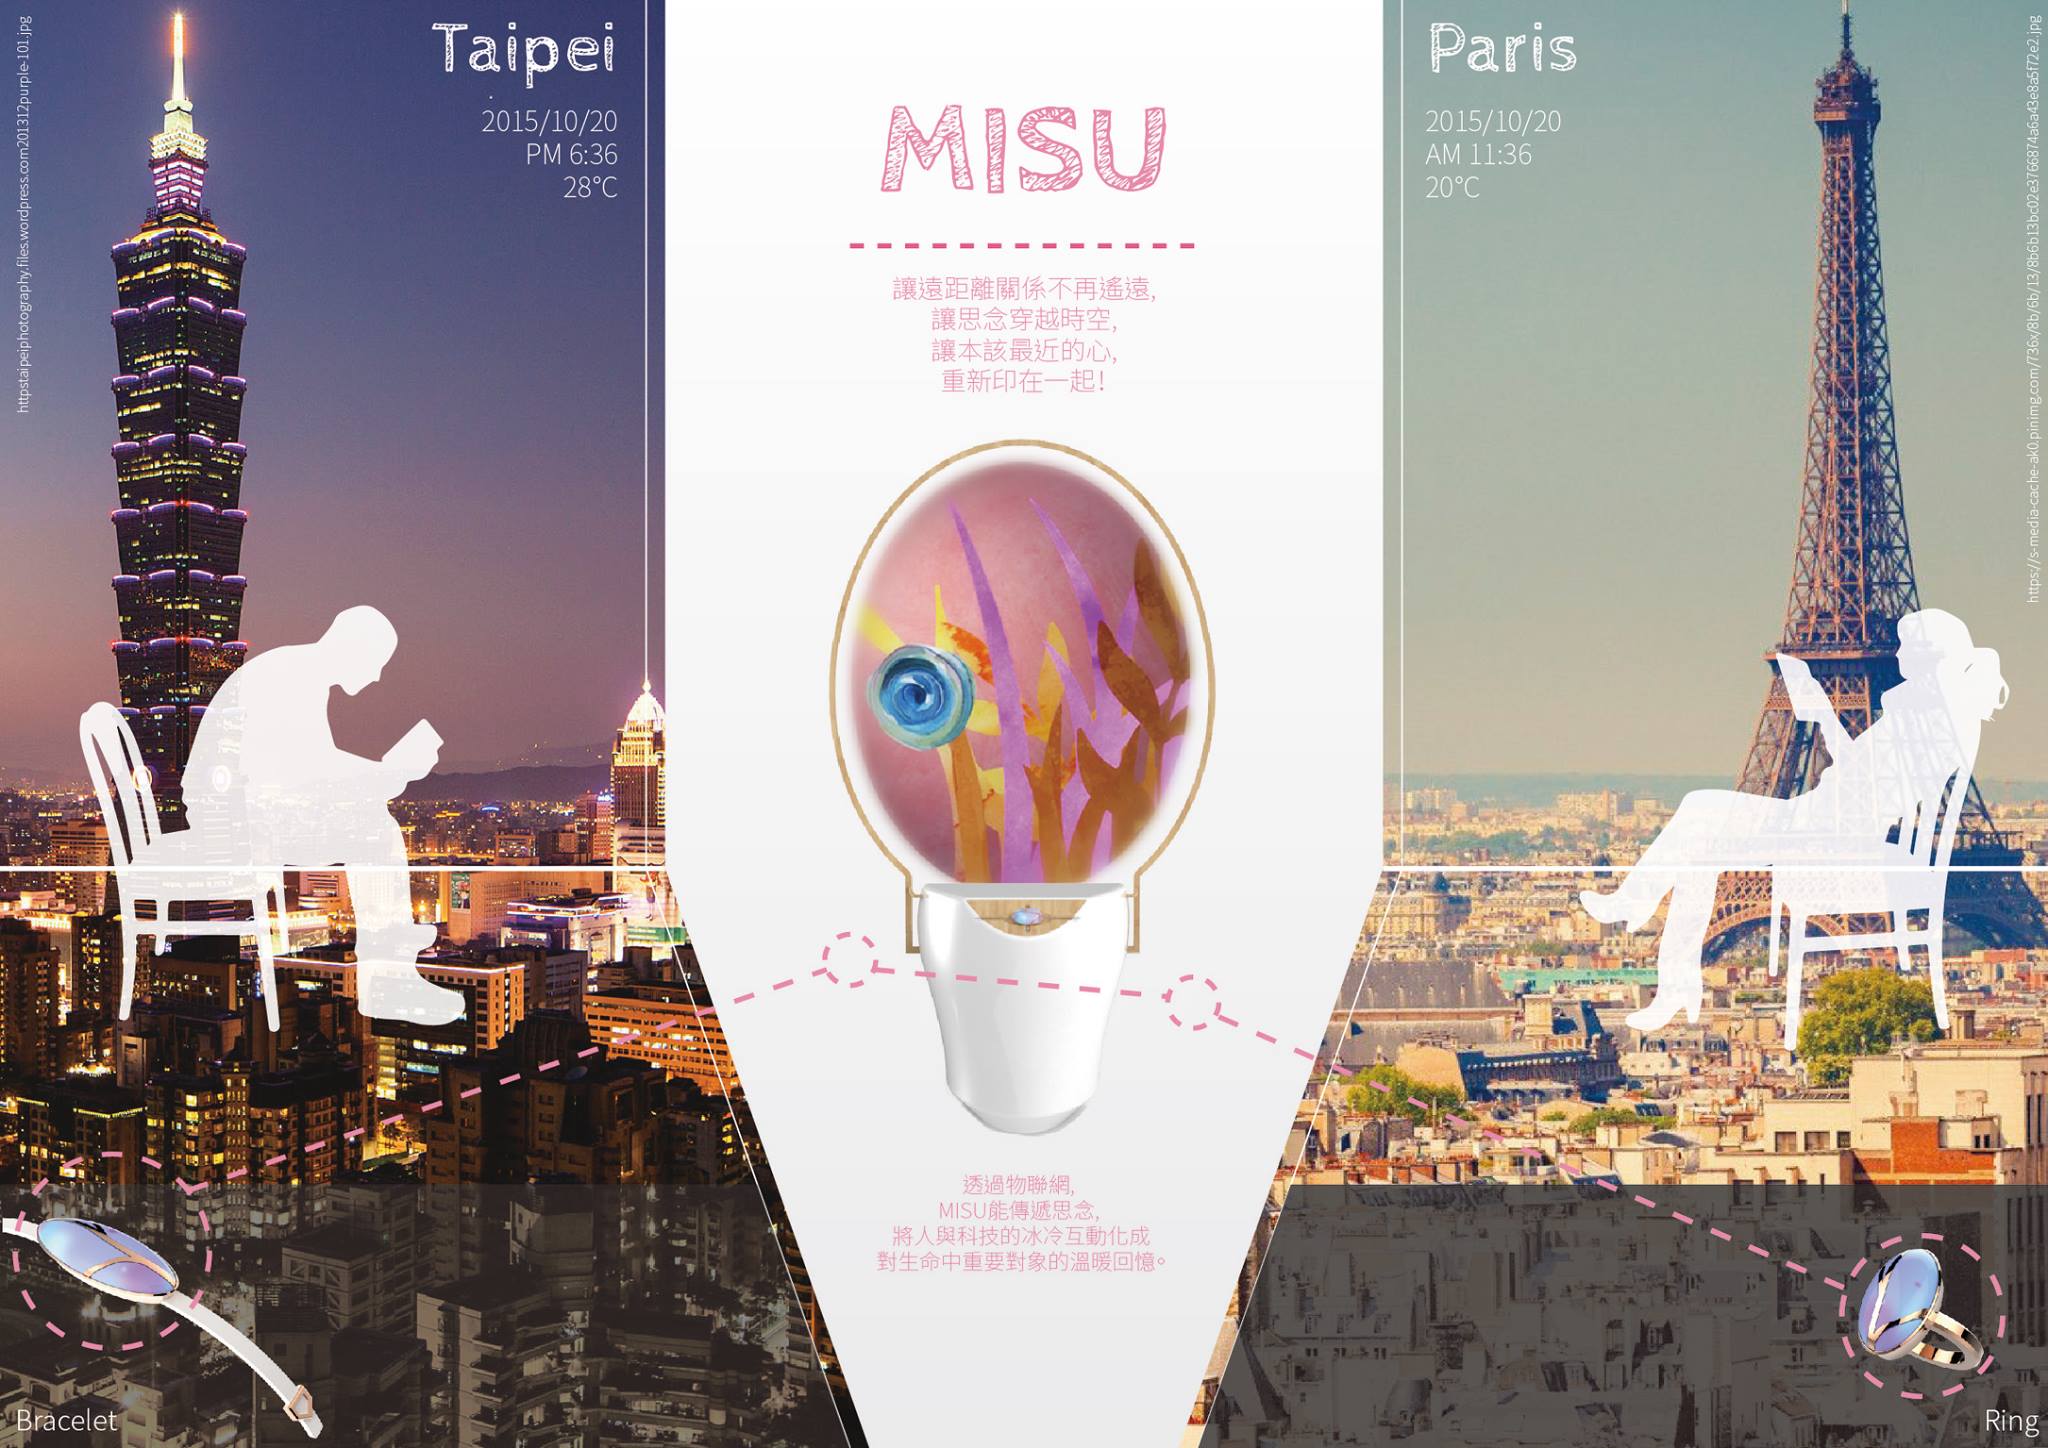 httpstaipeiphotography.files.wordpress.com201312purple-101.jpg
Taipei
2015/10/20
PM 6:36
28°C
MISU
讓遠距離關係不再遙遠,
讓思念穿越時空,
讓本該最近的心,
重新印在一起!
Paris
2015/10/20
AM 11:36
20°C
透過物聯網,
MISU能傳遞思念,
將人與科技的冰冷互動化成
對生命中重要對象的溫暖回憶。
Bracelet
Ring